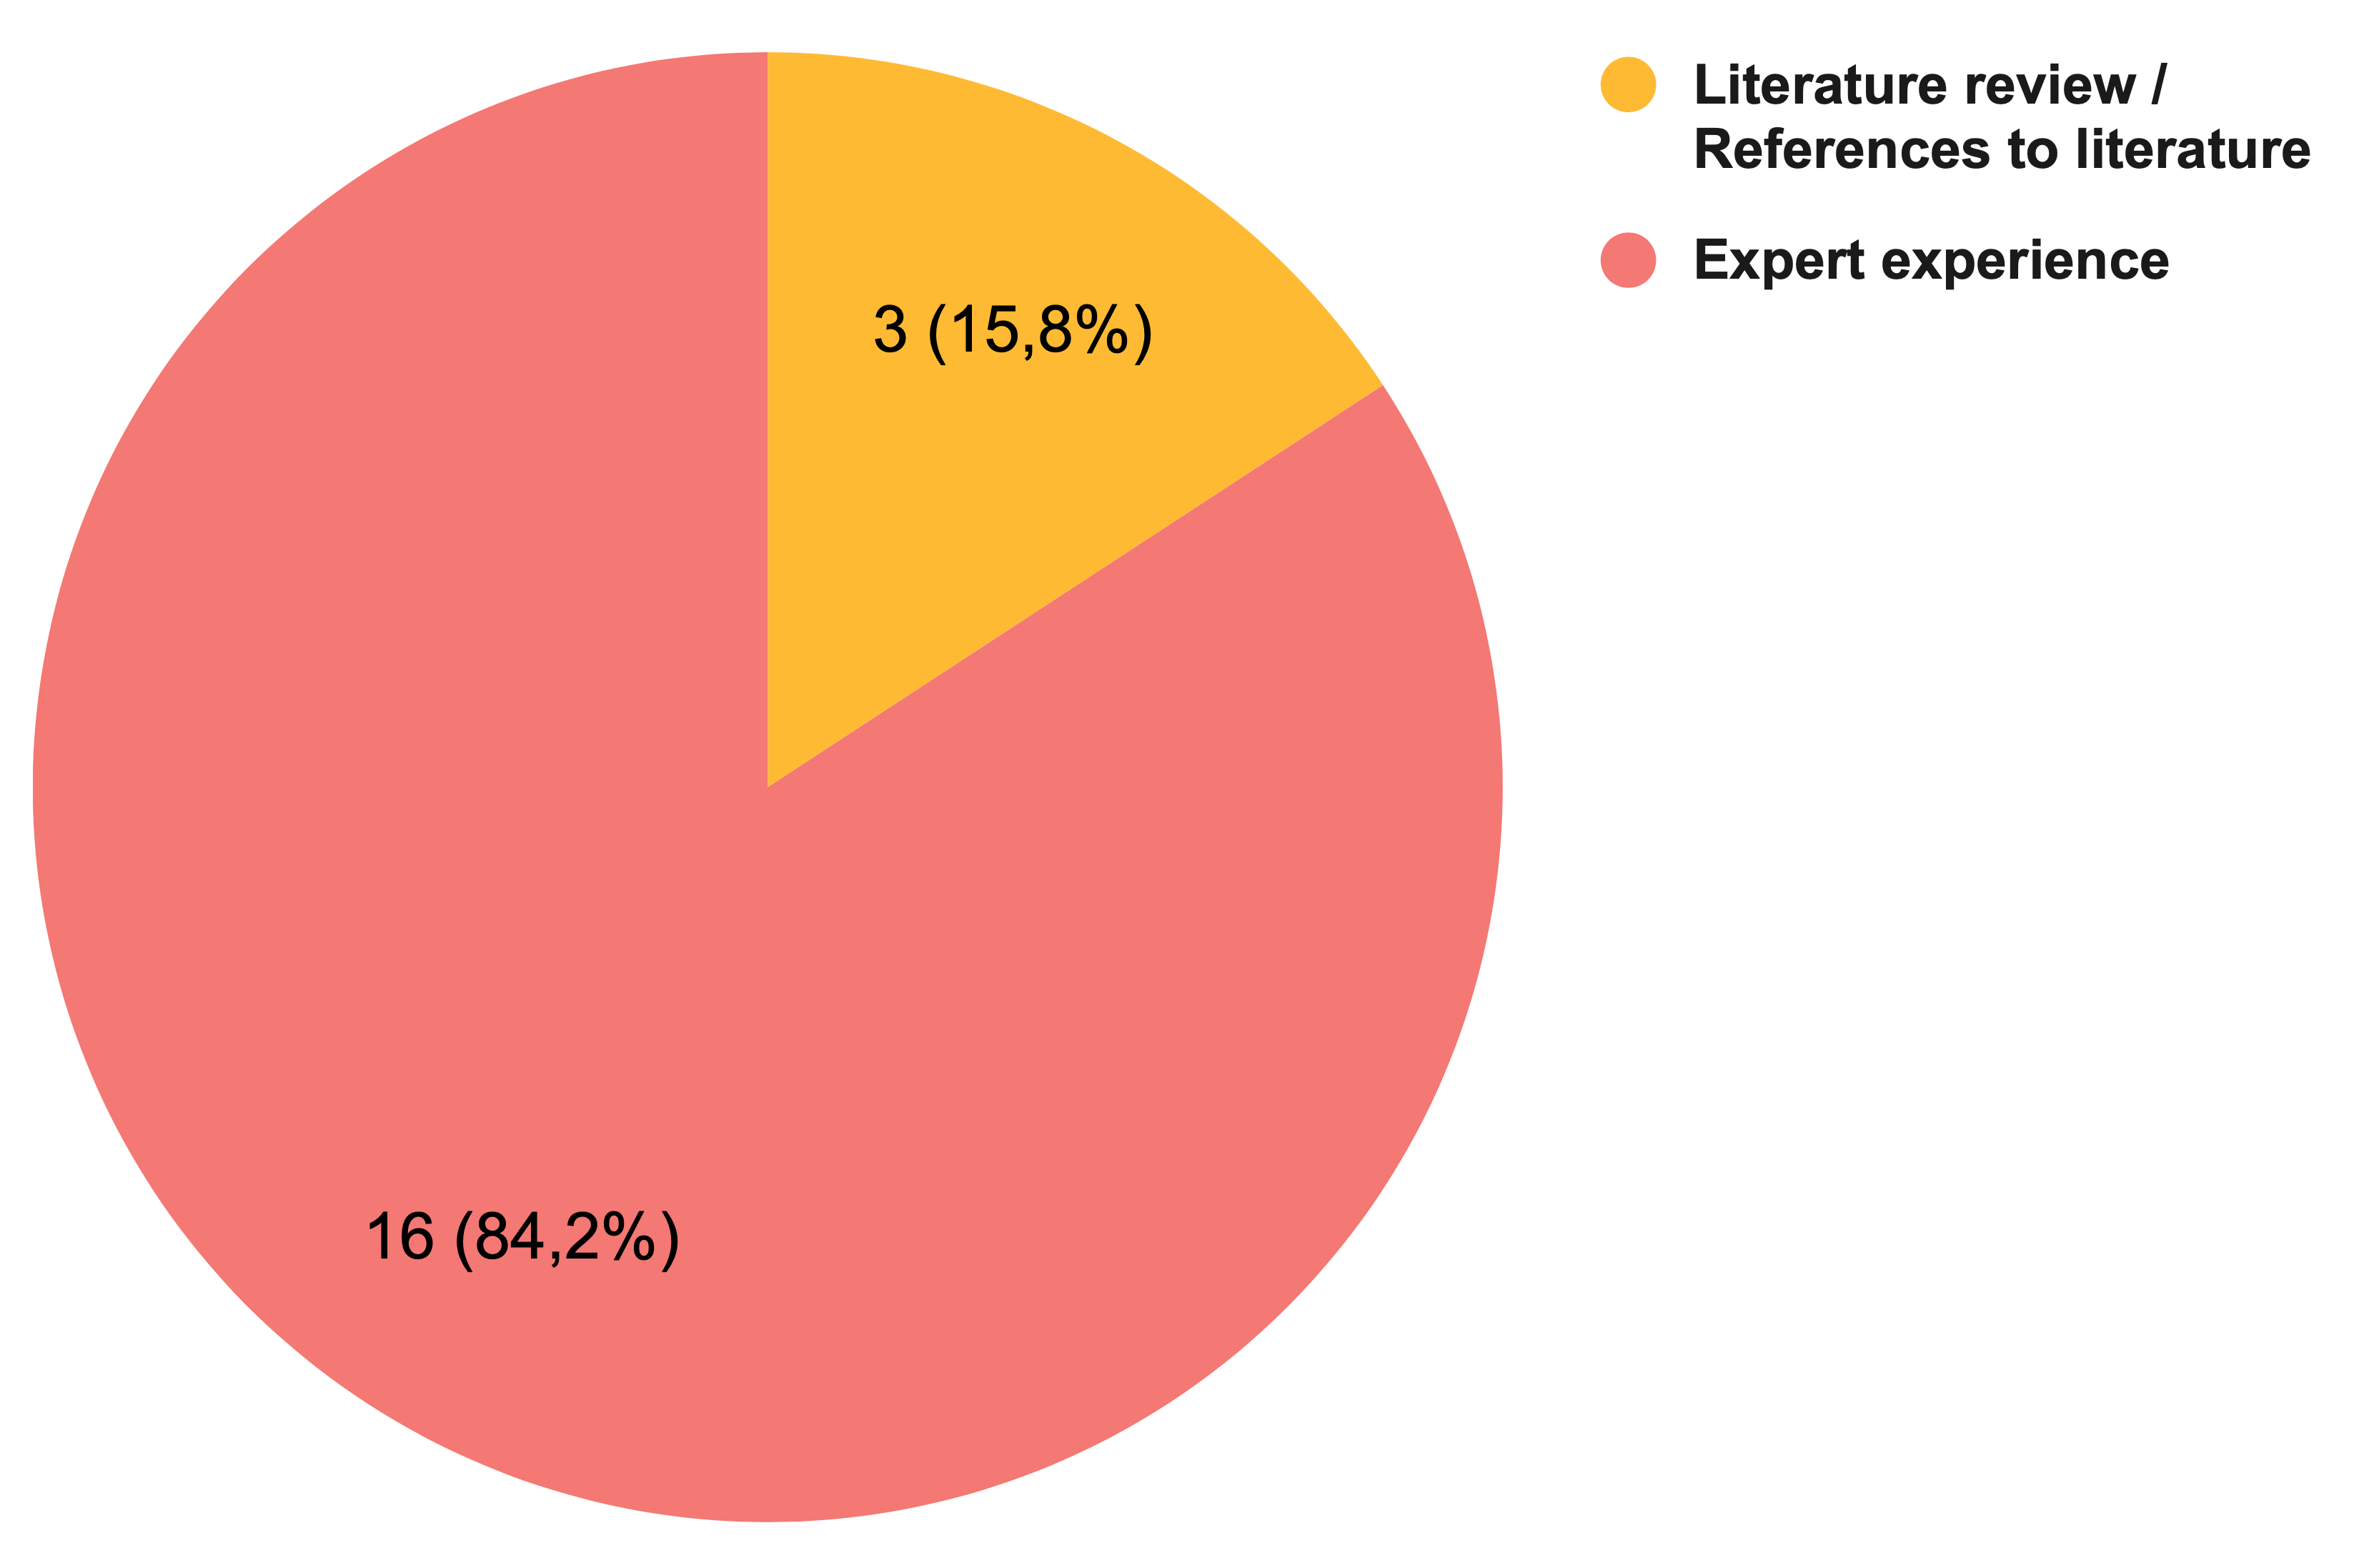 Literature review /
References to literature
Expert experience
3 (15,8%)
16 (84,2%)